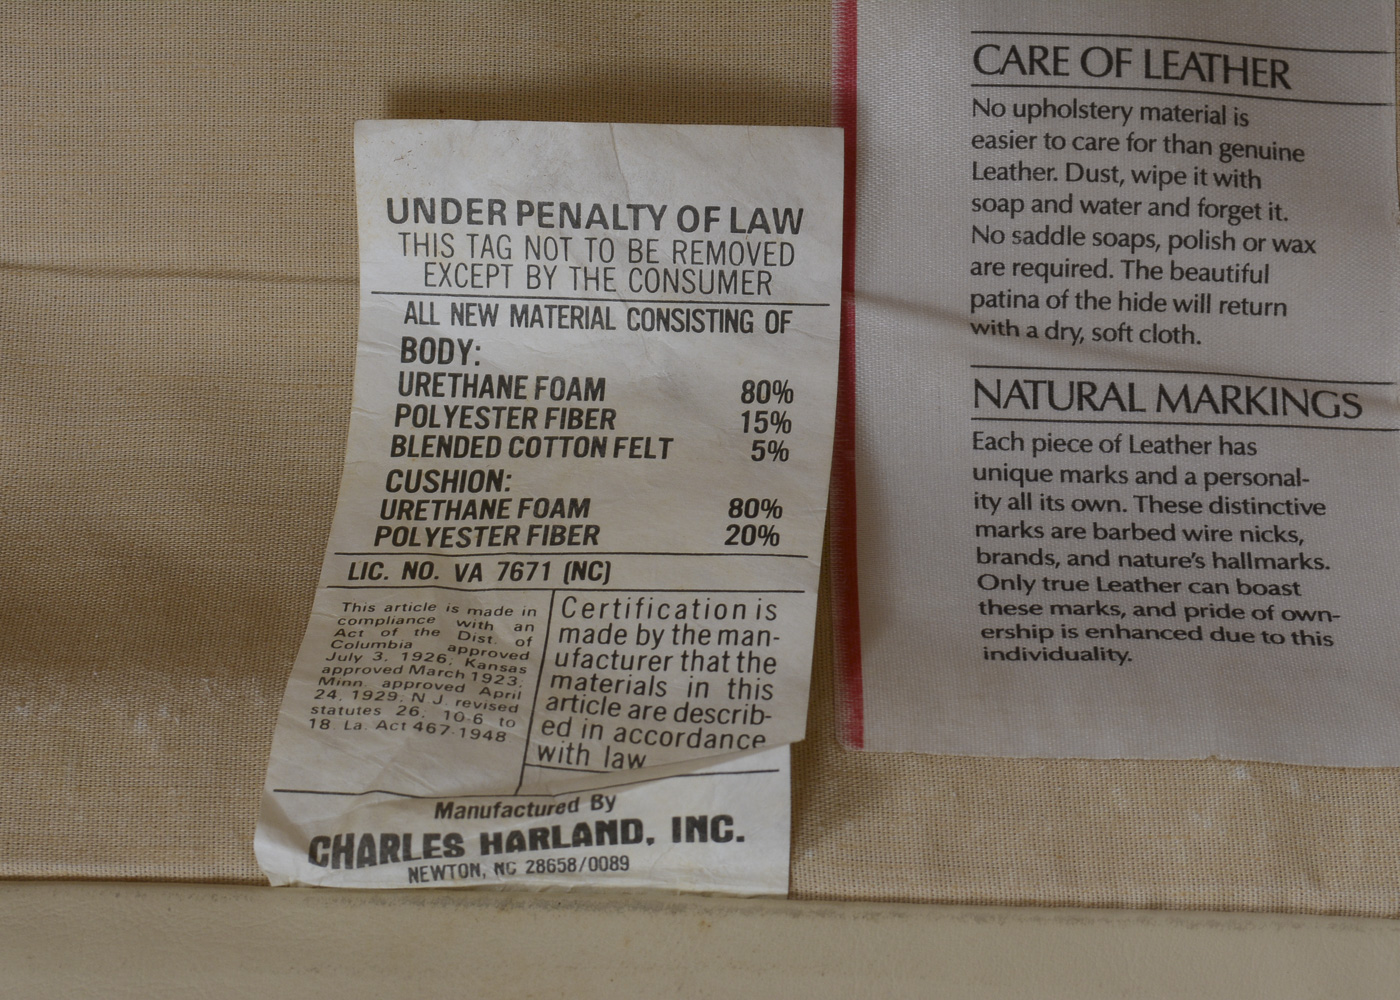 UNDER PENALTY OF LAW
THIS TAG NOT TO BE REMOVED
EXCEPT BY THE CONSUMER
ALL NEW MATERIAL CONSISTING OF
BODY:
URETHANE FOAM 80%
POLYESTER FIBER 15%
BLENDED COTTON FELT 5%
CUSHION:
URETHANE FOAM 80%
POLYESTER FIBER 20%
LIC. NO. VA 7671 (NC)
This article is made in
compliance with an
Act of the Dist. of
Columbia approved
July 3, 1926, Kansas
approved March 1923,
Minn. approved April
24, 1929, N J. revised
statutes 26, 10-6 to
18 La. Act 467-1948
Certification is
made by the man-
ufacturer that the
materials in this
article are describ-
ed in accordance
with law
Manufactured By
CHARLES HARLAND, INC.
NEWTON, NC 28658/0089
CARE OF LEATHER
No upholstery material is
easier to care for than genuine
Leather. Dust, wipe it with
soap and water and forget it.
No saddle soaps, polish or wax
are required. The beautiful
patina of the hide will return
with a dry, soft cloth.
NATURAL MARKINGS
Each piece of Leather has
unique marks and a personal-
ity all its own. These distinctive
marks are barbed wire nicks,
brands, and nature's hallmarks.
Only true Leather can boast
these marks, and pride of own-
ership is enhanced due to this
individuality.